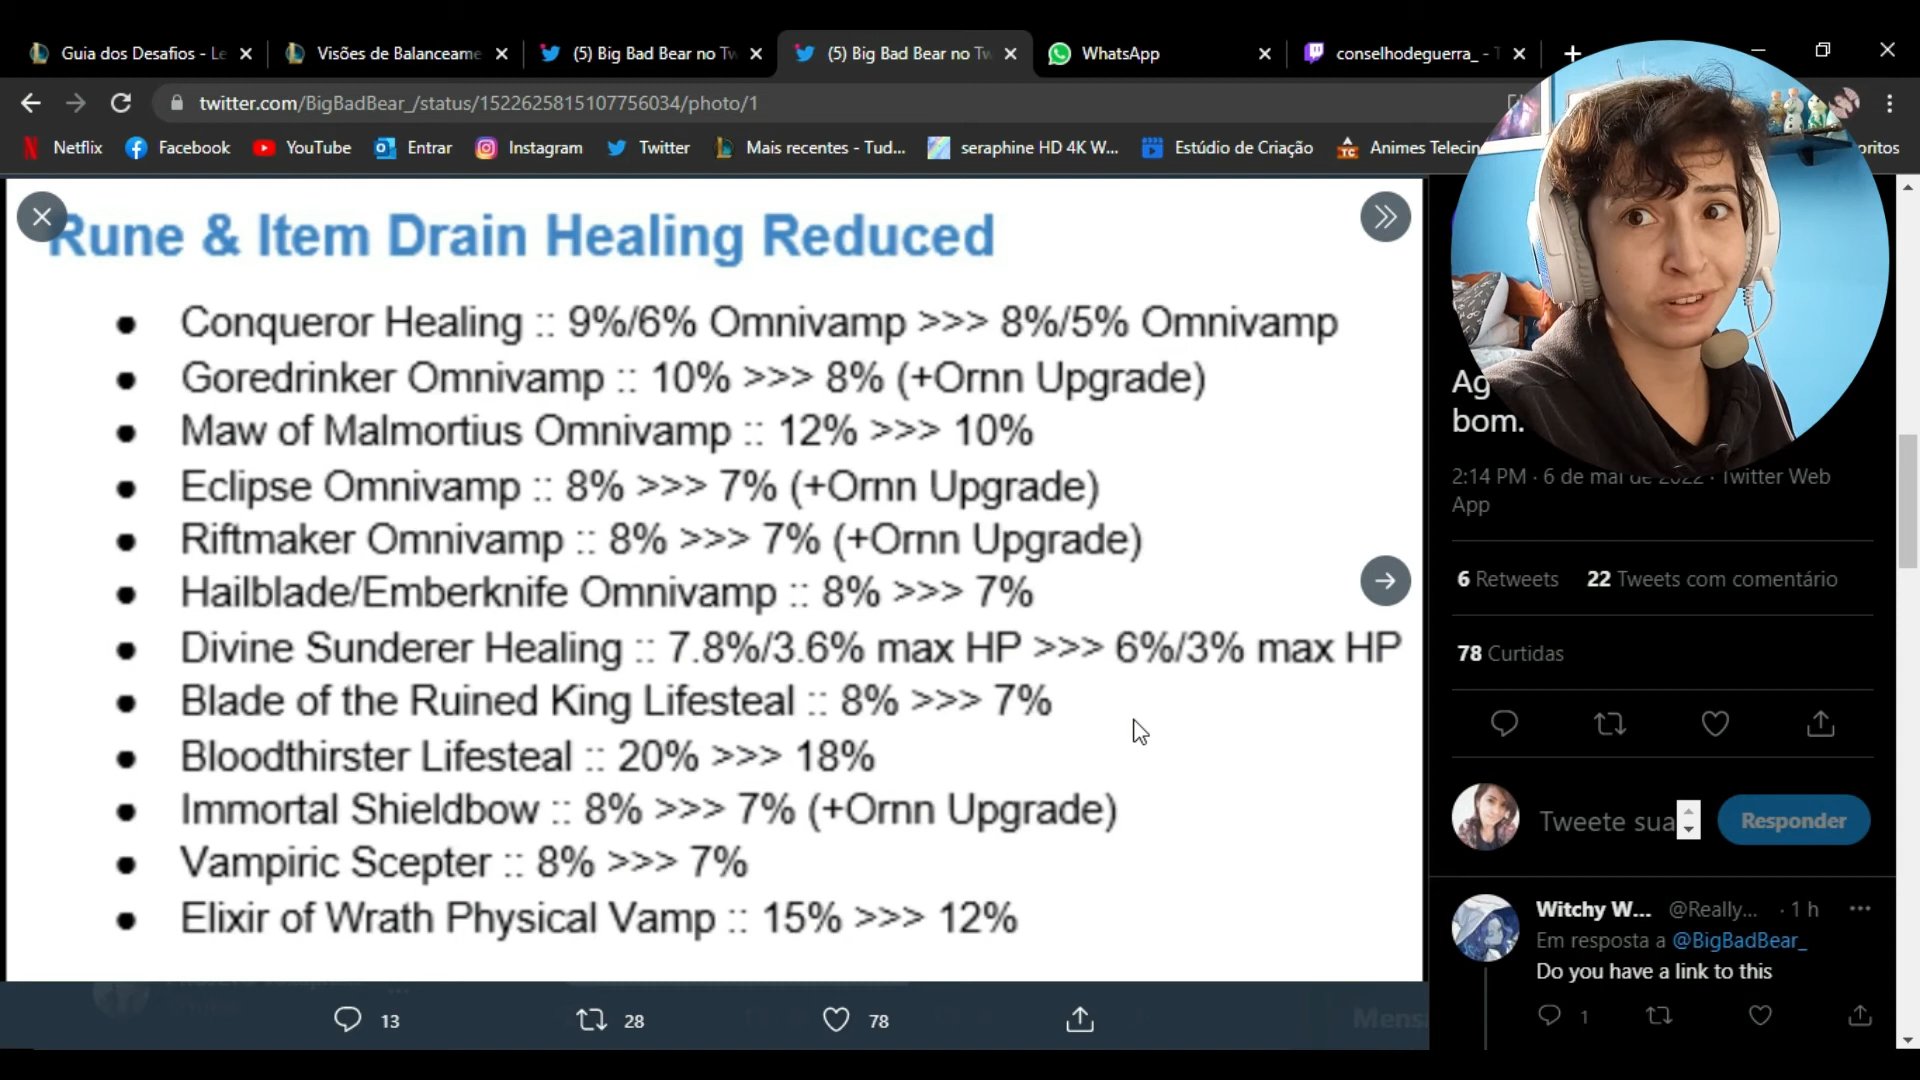 Guia dos Desafios - Le
Visões de Balanceame
(5) Big Bad Bear no Tw
(5) Big Bad Bear no Tw
WhatsApp
conselhodeguerra_ - T
twitter.com/BigBadBear_/status/1522625815107756034/photo/1
Netflix
Facebook
YouTube
Entrar
Instagram
Twitter
Mais recentes - Tud...
seraphine HD 4K W...
Estúdio de Criação
Animes Telecin
oritos
Rune & Item Drain Healing Reduced
Conqueror Healing :: 9%/6% Omnivamp >>> 8%/5% Omnivamp
Goredrinker Omnivamp :: 10% >>> 8% (+Ornn Upgrade)
Maw of Malmortius Omnivamp :: 12% >>> 10%
Eclipse Omnivamp :: 8% >>> 7% (+Ornn Upgrade)
Riftmaker Omnivamp :: 8% >>> 7% (+Ornn Upgrade)
Hailblade/Emberknife Omnivamp :: 8% >>> 7%
Divine Sunderer Healing :: 7.8%/3.6% max HP >>> 6%/3% max HP
Blade of the Ruined King Lifesteal :: 8% >>> 7%
Bloodthirster Lifesteal :: 20% >>> 18%
Immortal Shieldbow :: 8% >>> 7% (+Ornn Upgrade)
Vampiric Scepter :: 8% >>> 7%
Elixir of Wrath Physical Vamp :: 15% >>> 12%
13
28
78
Mens
Ag
bom.
2:14 PM · 6 de mai de 2022 · Twitter Web
App
6 Retweets 22 Tweets com comentário
78 Curtidas
Tweete sua
Responder
Witchy W... @Really... · 1 h
Em resposta a @BigBadBear_
Do you have a link to this
1